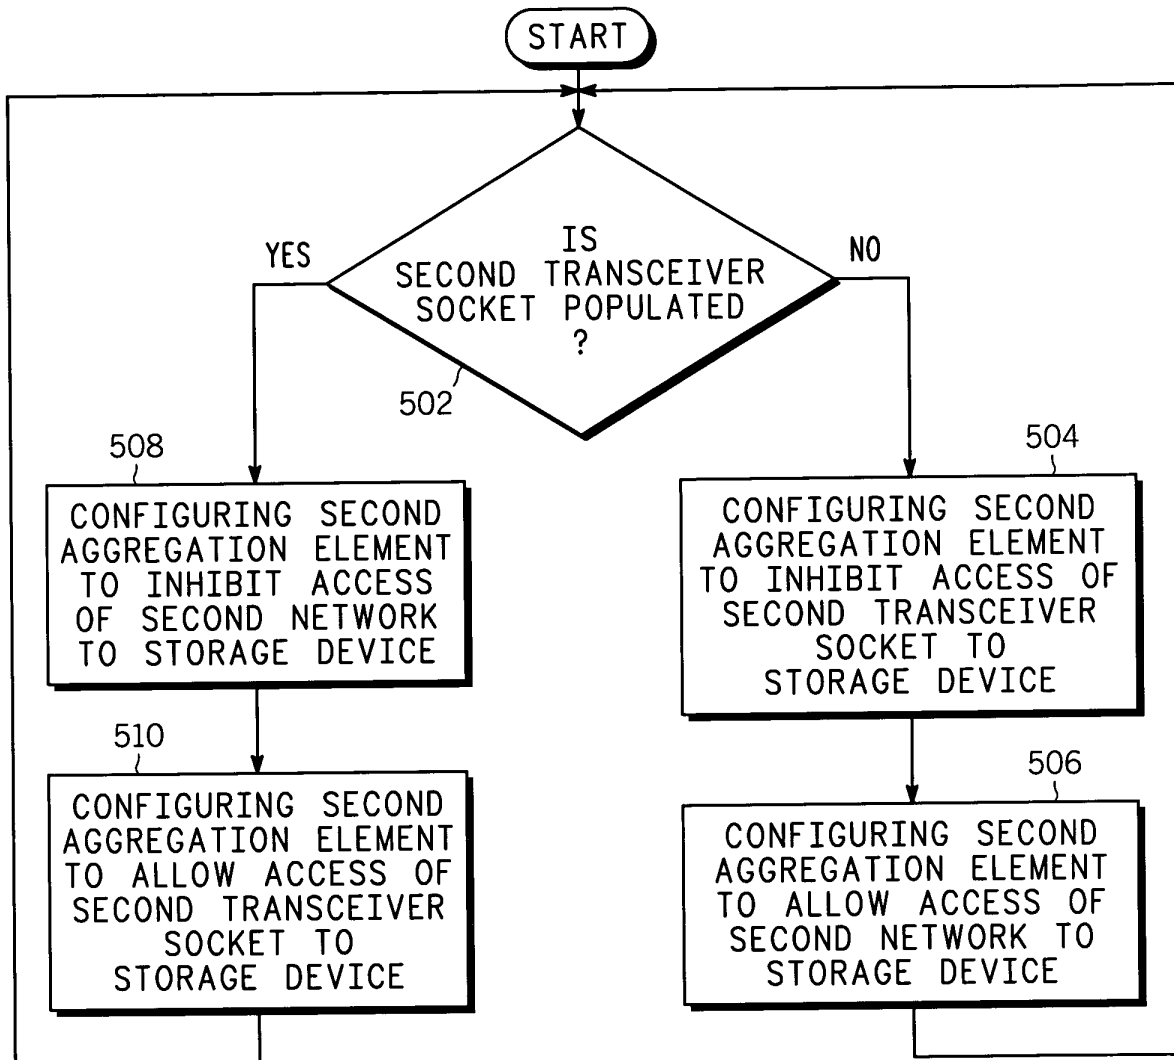 START
IS
SECOND TRANSCEIVER
SOCKET POPULATED
?
YES
NO
502
508
CONFIGURING SECOND
AGGREGATION ELEMENT
TO INHIBIT ACCESS
OF SECOND NETWORK
TO STORAGE DEVICE
510
CONFIGURING SECOND
AGGREGATION ELEMENT
TO ALLOW ACCESS OF
SECOND TRANSCEIVER
SOCKET TO
STORAGE DEVICE
504
CONFIGURING SECOND
AGGREGATION ELEMENT
TO INHIBIT ACCESS OF
SECOND TRANSCEIVER
SOCKET TO
STORAGE DEVICE
506
CONFIGURING SECOND
AGGREGATION ELEMENT
TO ALLOW ACCESS OF
SECOND NETWORK TO
STORAGE DEVICE